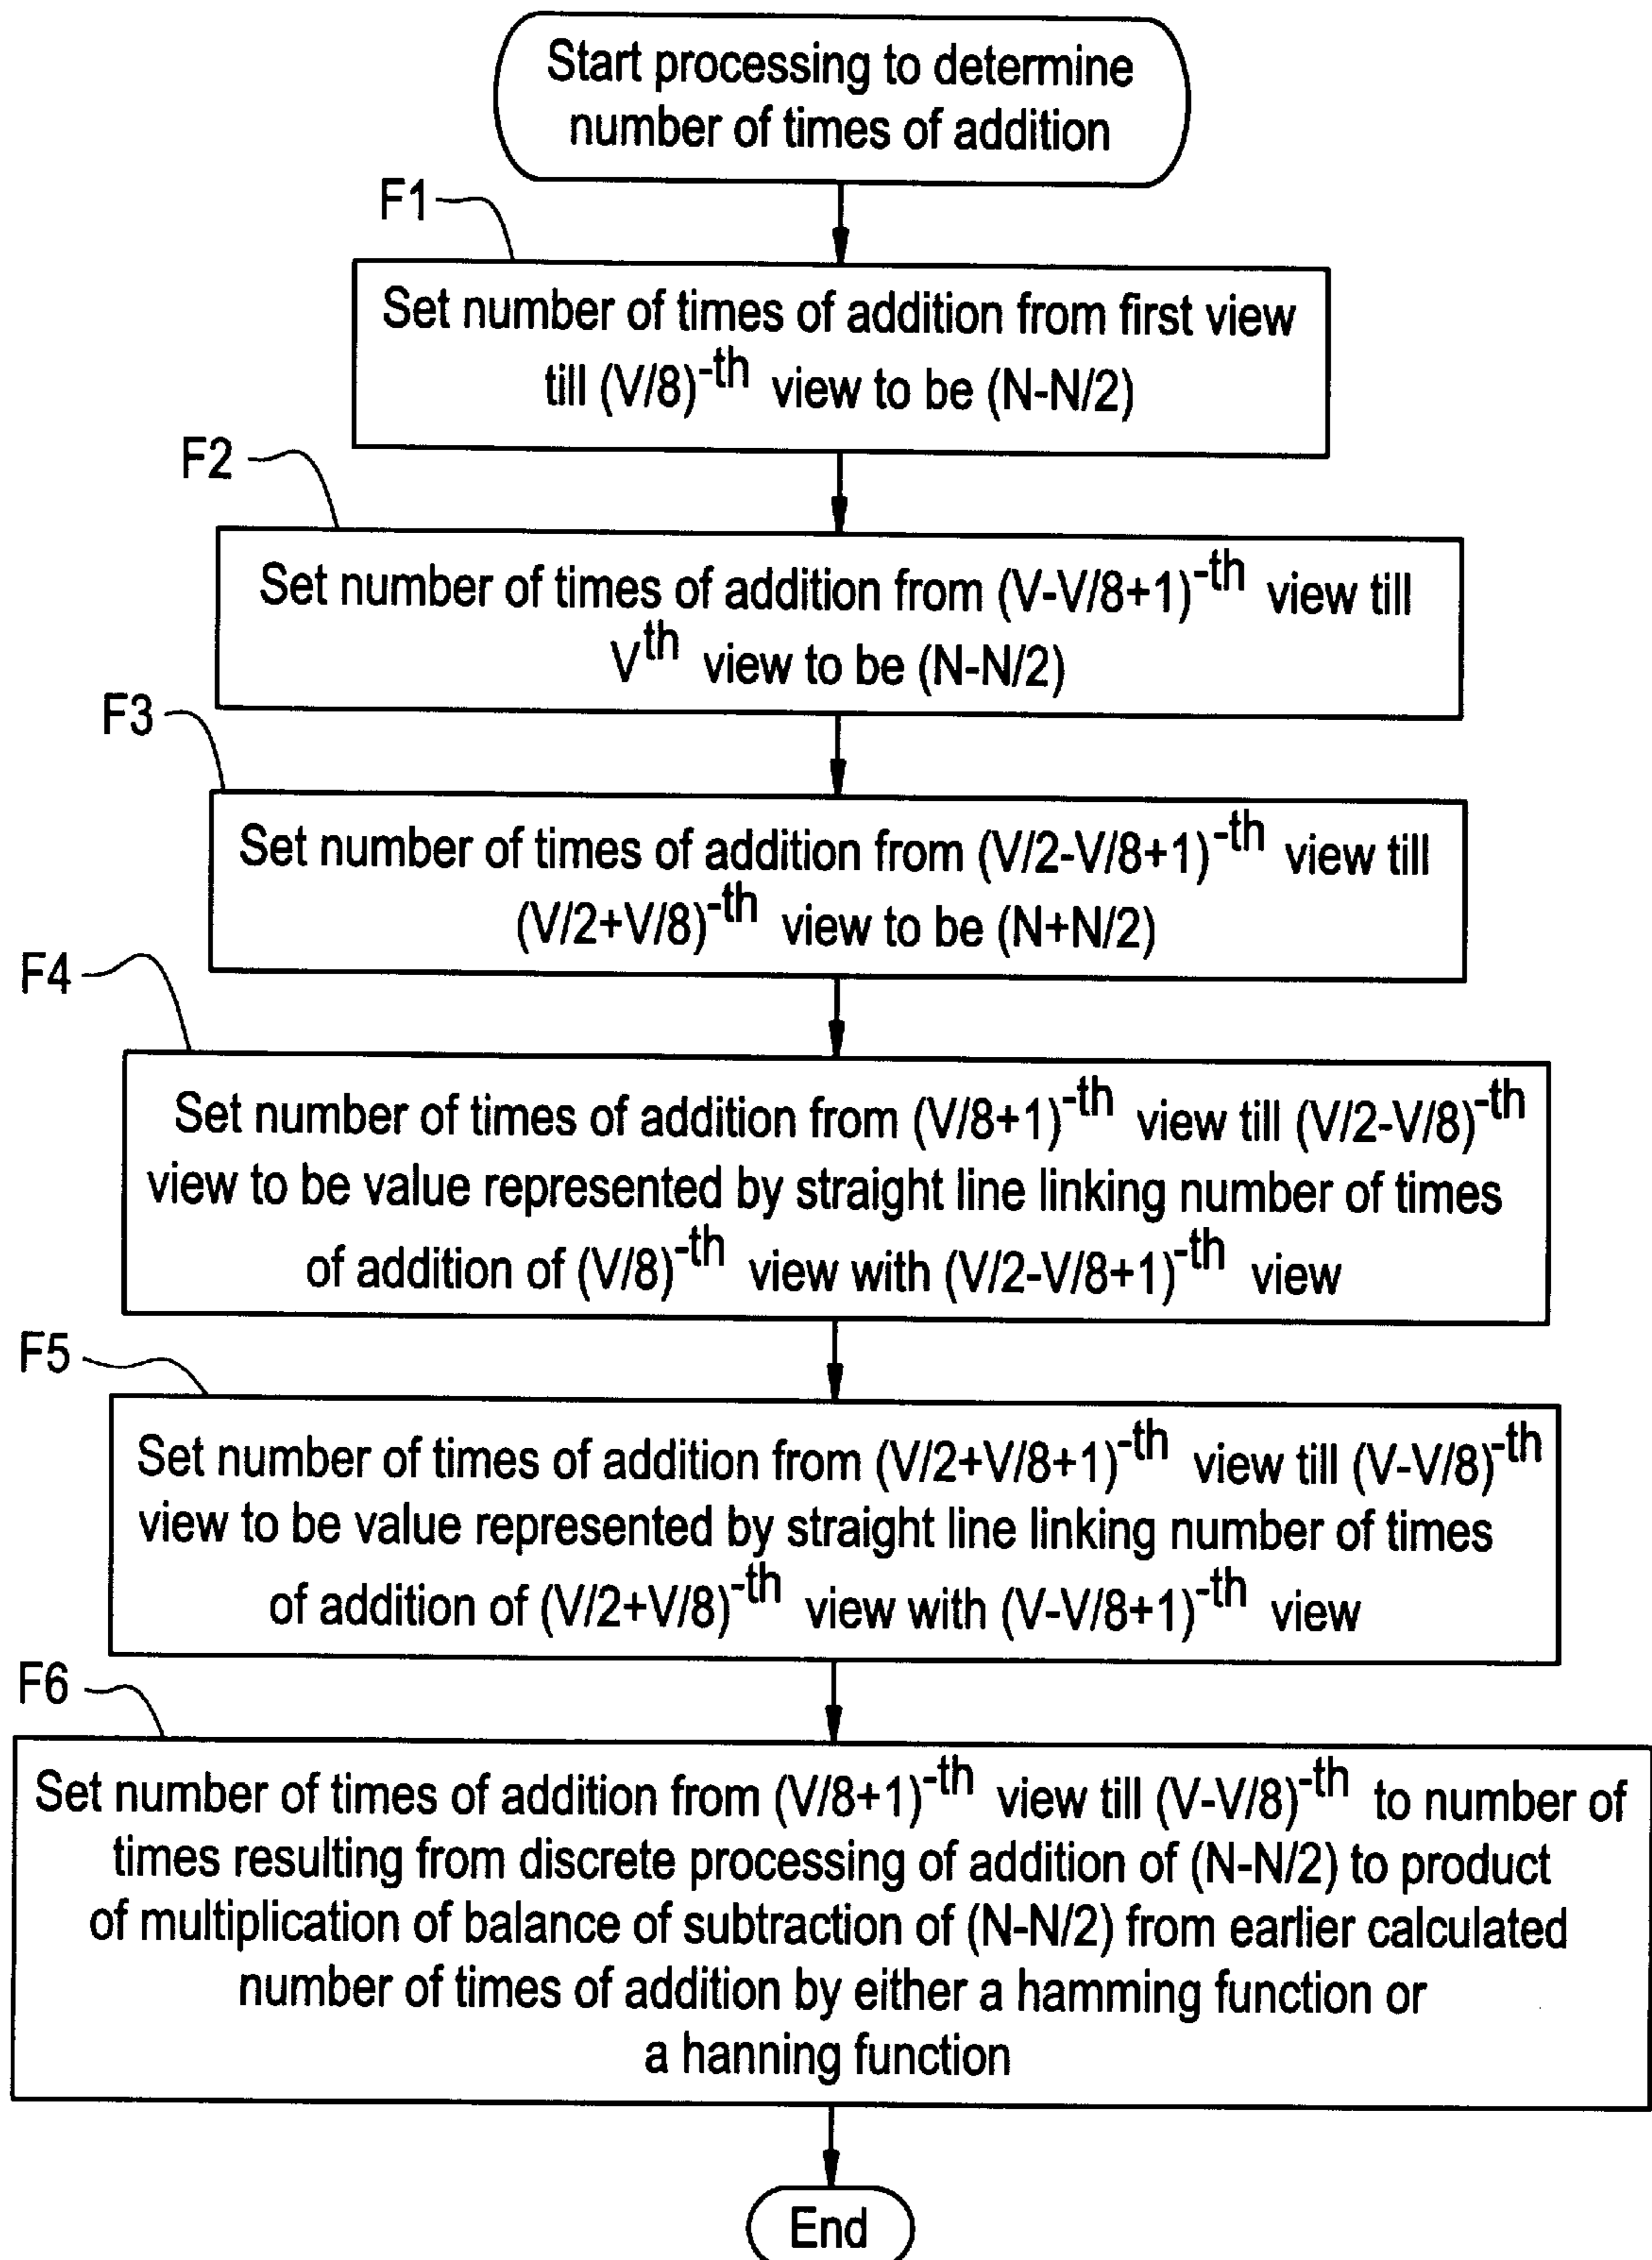 Start processing to determine
number of times of addition
F1
Set number of times of addition from first view
till (V/8)-th view to be (N-N/2)
F2
Set number of times of addition from (V-V/8+1)-th view till
Vth view to be (N-N/2)
F3
Set number of times of addition from (V/2-V/8+1)-th view till
(V/2+V/8)-th view to be (N+N/2)
F4
Set number of times of addition from (V/8+1)-th view till (V/2-V/8)-th
view to be value represented by straight line linking number of times
of addition of (V/8)-th view with (V/2-V/8+1)-th view
F5
Set number of times of addition from (V/2+V/8+1)-th view till (V-V/8)-th
view to be value represented by straight line linking number of times
of addition of (V/2+V/8)-th view with (V-V/8+1)-th view
F6
Set number of times of addition from (V/8+1)-th view till (V-V/8)-th to number of
times resulting from discrete processing of addition of (N-N/2) to product
of multiplication of balance of subtraction of (N-N/2) from earlier calculated
number of times of addition by either a hamming function or
a hanning function
End